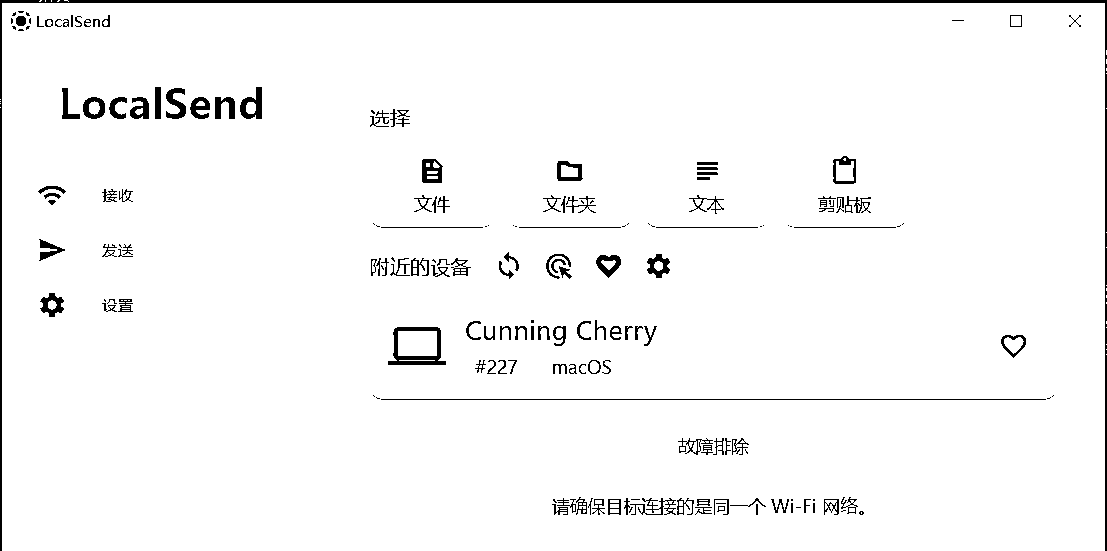 LocalSend
LocalSend
接收
发送
设置
选择
文件 文件夹 文本 剪贴板
附近的设备
Cunning Cherry
#227 macOS
故障排除
请确保目标连接的是同一个 Wi-Fi 网络。